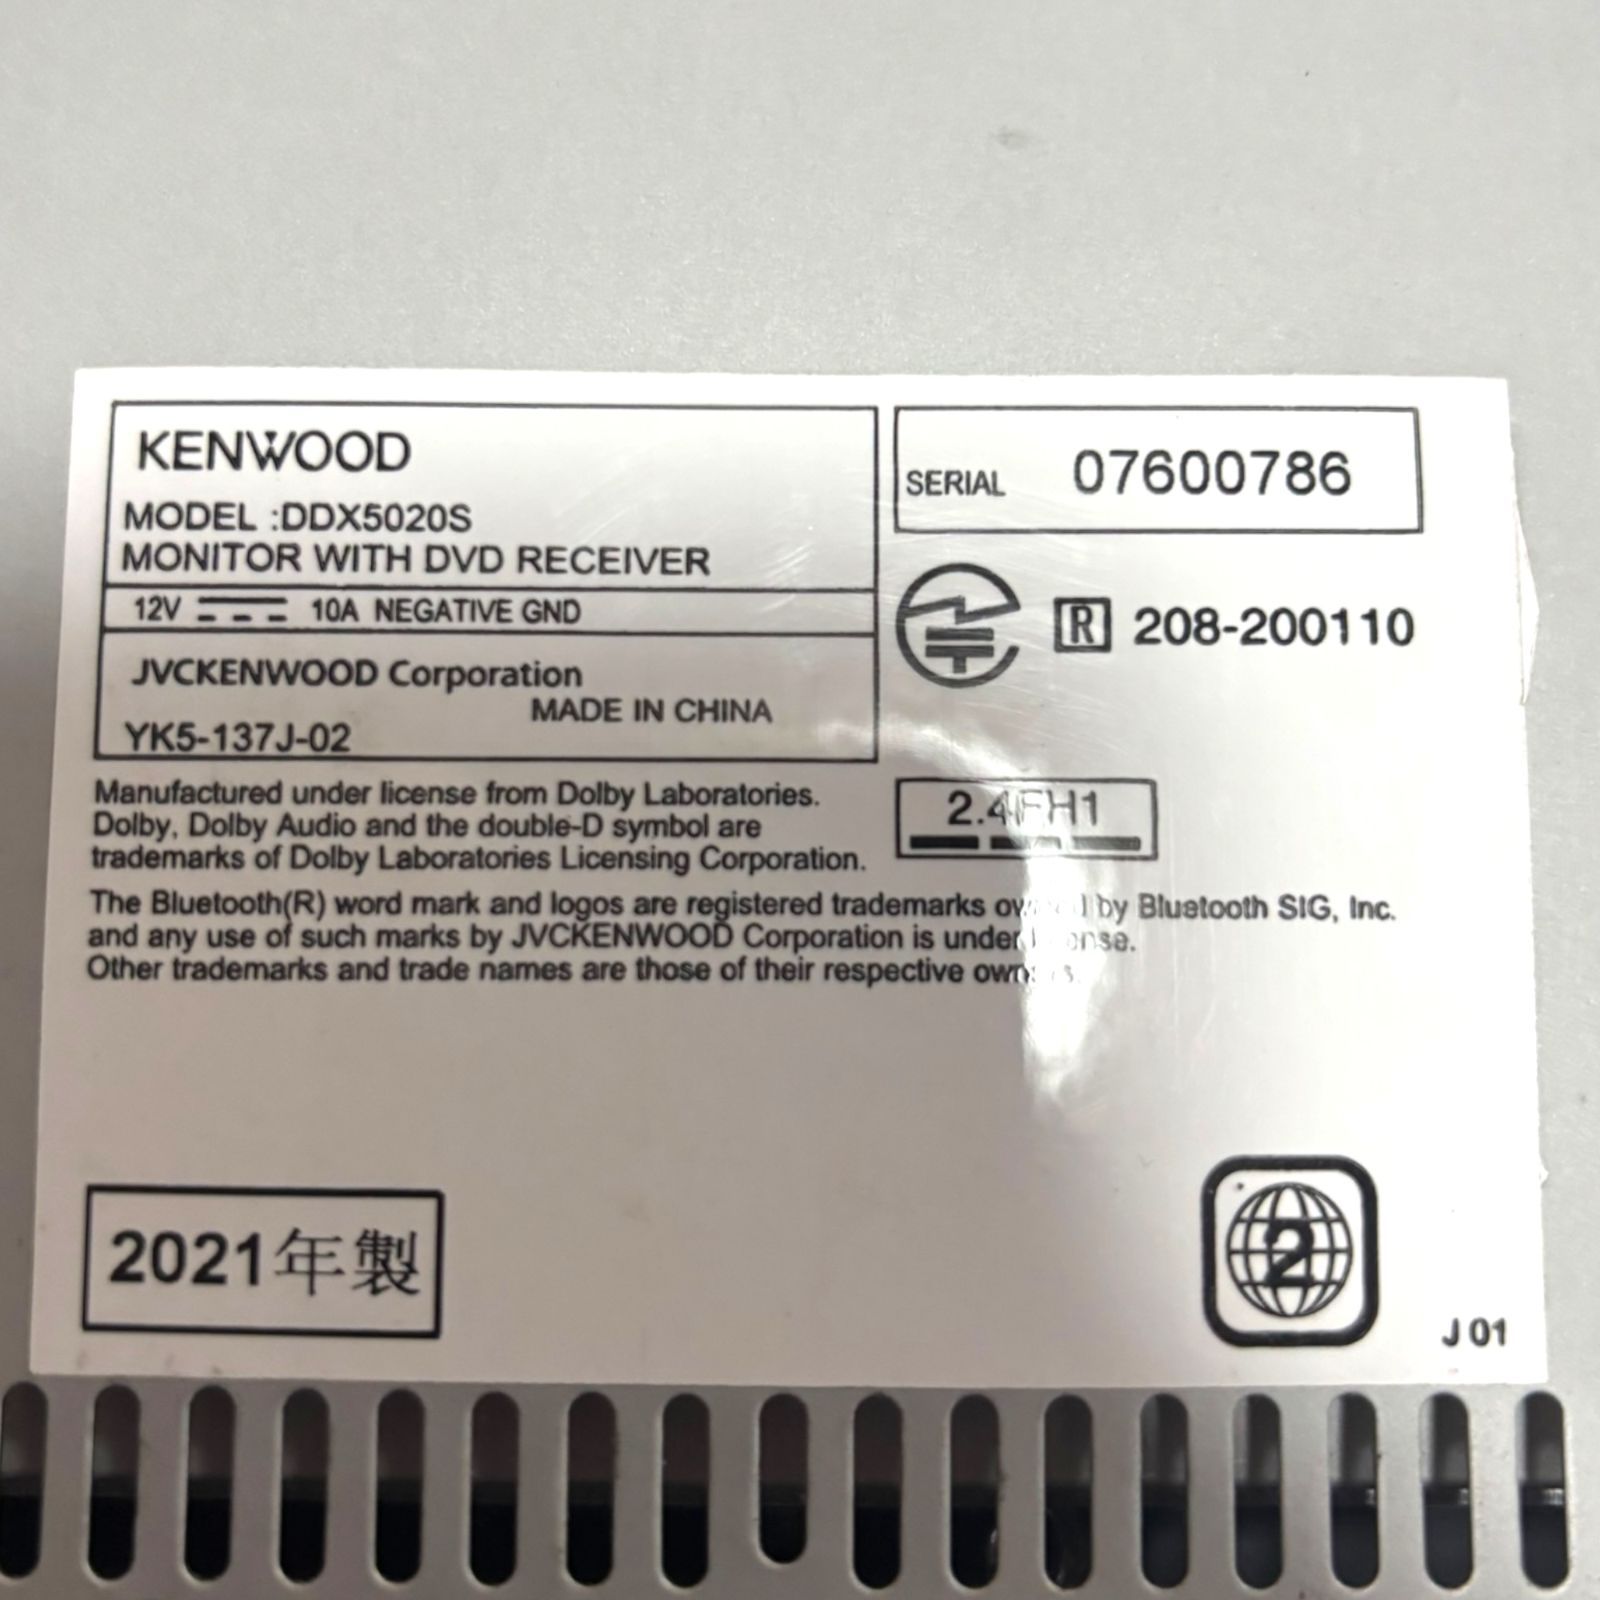 KENWOOD
MODEL :DDX5020S
MONITOR WITH DVD RECEIVER
12V 10A NEGATIVE GND
JVCKENWOOD Corporation
MADE IN CHINA
YK5-137J-02
SERIAL 07600786
R 208-200110
2.4FH1
Manufactured under license from Dolby Laboratories.
Dolby, Dolby Audio and the double-D symbol are
trademarks of Dolby Laboratories Licensing Corporation.
The Bluetooth(R) word mark and logos are registered trademarks owned by Bluetooth SIG, Inc.
and any use of such marks by JVCKENWOOD Corporation is under license.
Other trademarks and trade names are those of their respective owners.
2021年製
2
J 01